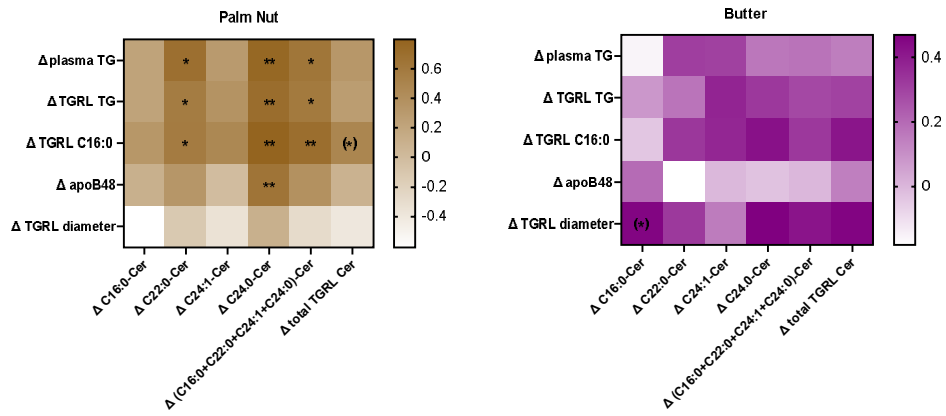 Palm Nut
Δ plasma TG * ** *
Δ TGRL TG * ** *
Δ TGRL C16:0 * ** ** (*)
Δ apoB48 **
Δ TGRL diameter
Δ C16:0-Cer
Δ C22:0-Cer
Δ C24:1-Cer
Δ C24.0-Cer
Δ (C16:0+C22:0+C24:1+C24:0)-Cer
Δ total TGRL Cer
0.6
0.4
0.2
0
-0.2
-0.4
Butter
Δ plasma TG
Δ TGRL TG
Δ TGRL C16:0
Δ apoB48
Δ TGRL diameter (*)
Δ C16:0-Cer
Δ C22:0-Cer
Δ C24:1-Cer
Δ C24.0-Cer
Δ (C16:0+C22:0+C24:1+C24:0)-Cer
Δ total TGRL Cer
0.4
0.2
0